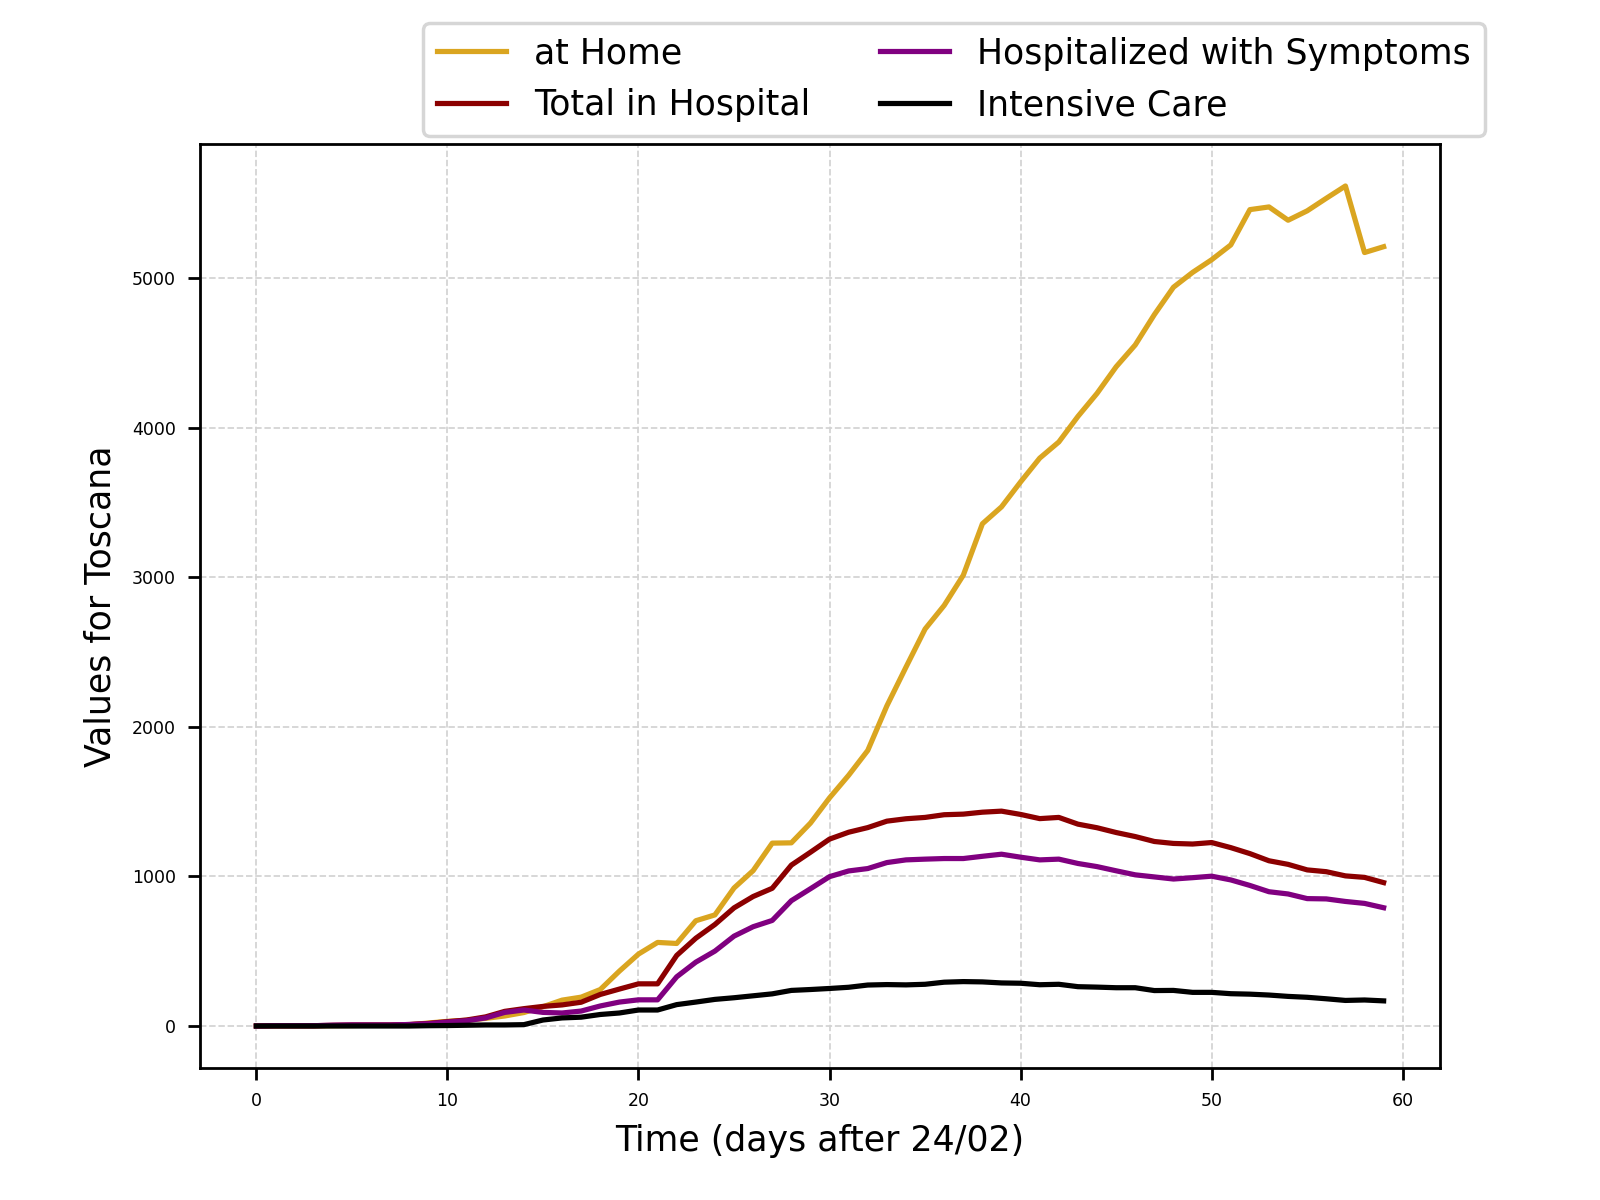 at Home
Total in Hospital
Hospitalized with Symptoms
Intensive Care
Values for Toscana
5000
4000
3000
2000
1000
0
0 10 20 30 40 50 60
Time (days after 24/02)